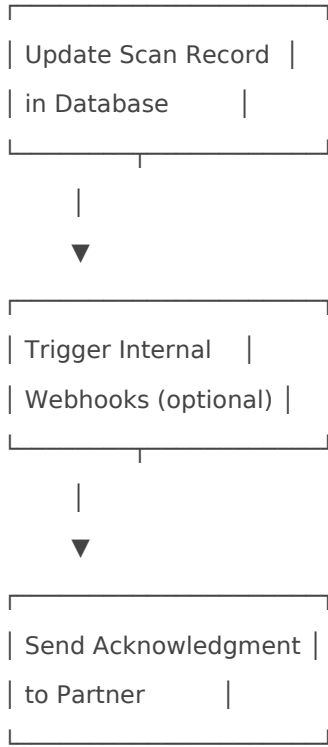 ┌─────────────────────┐
│ Update Scan Record │
│ in Database │
└────────┬────────────┘
│
▼
┌─────────────────────┐
│ Trigger Internal │
│ Webhooks (optional) │
└────────┬────────────┘
│
▼
┌─────────────────────┐
│ Send Acknowledgment │
│ to Partner │
└─────────────────────┘